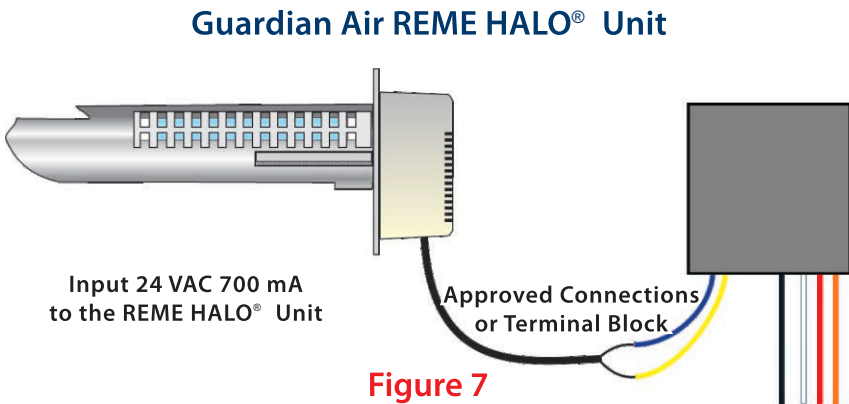 Guardian Air REME HALO® Unit
Input 24 VAC 700 mA
to the REME HALO® Unit
Approved Connections
or Terminal Block
Figure 7